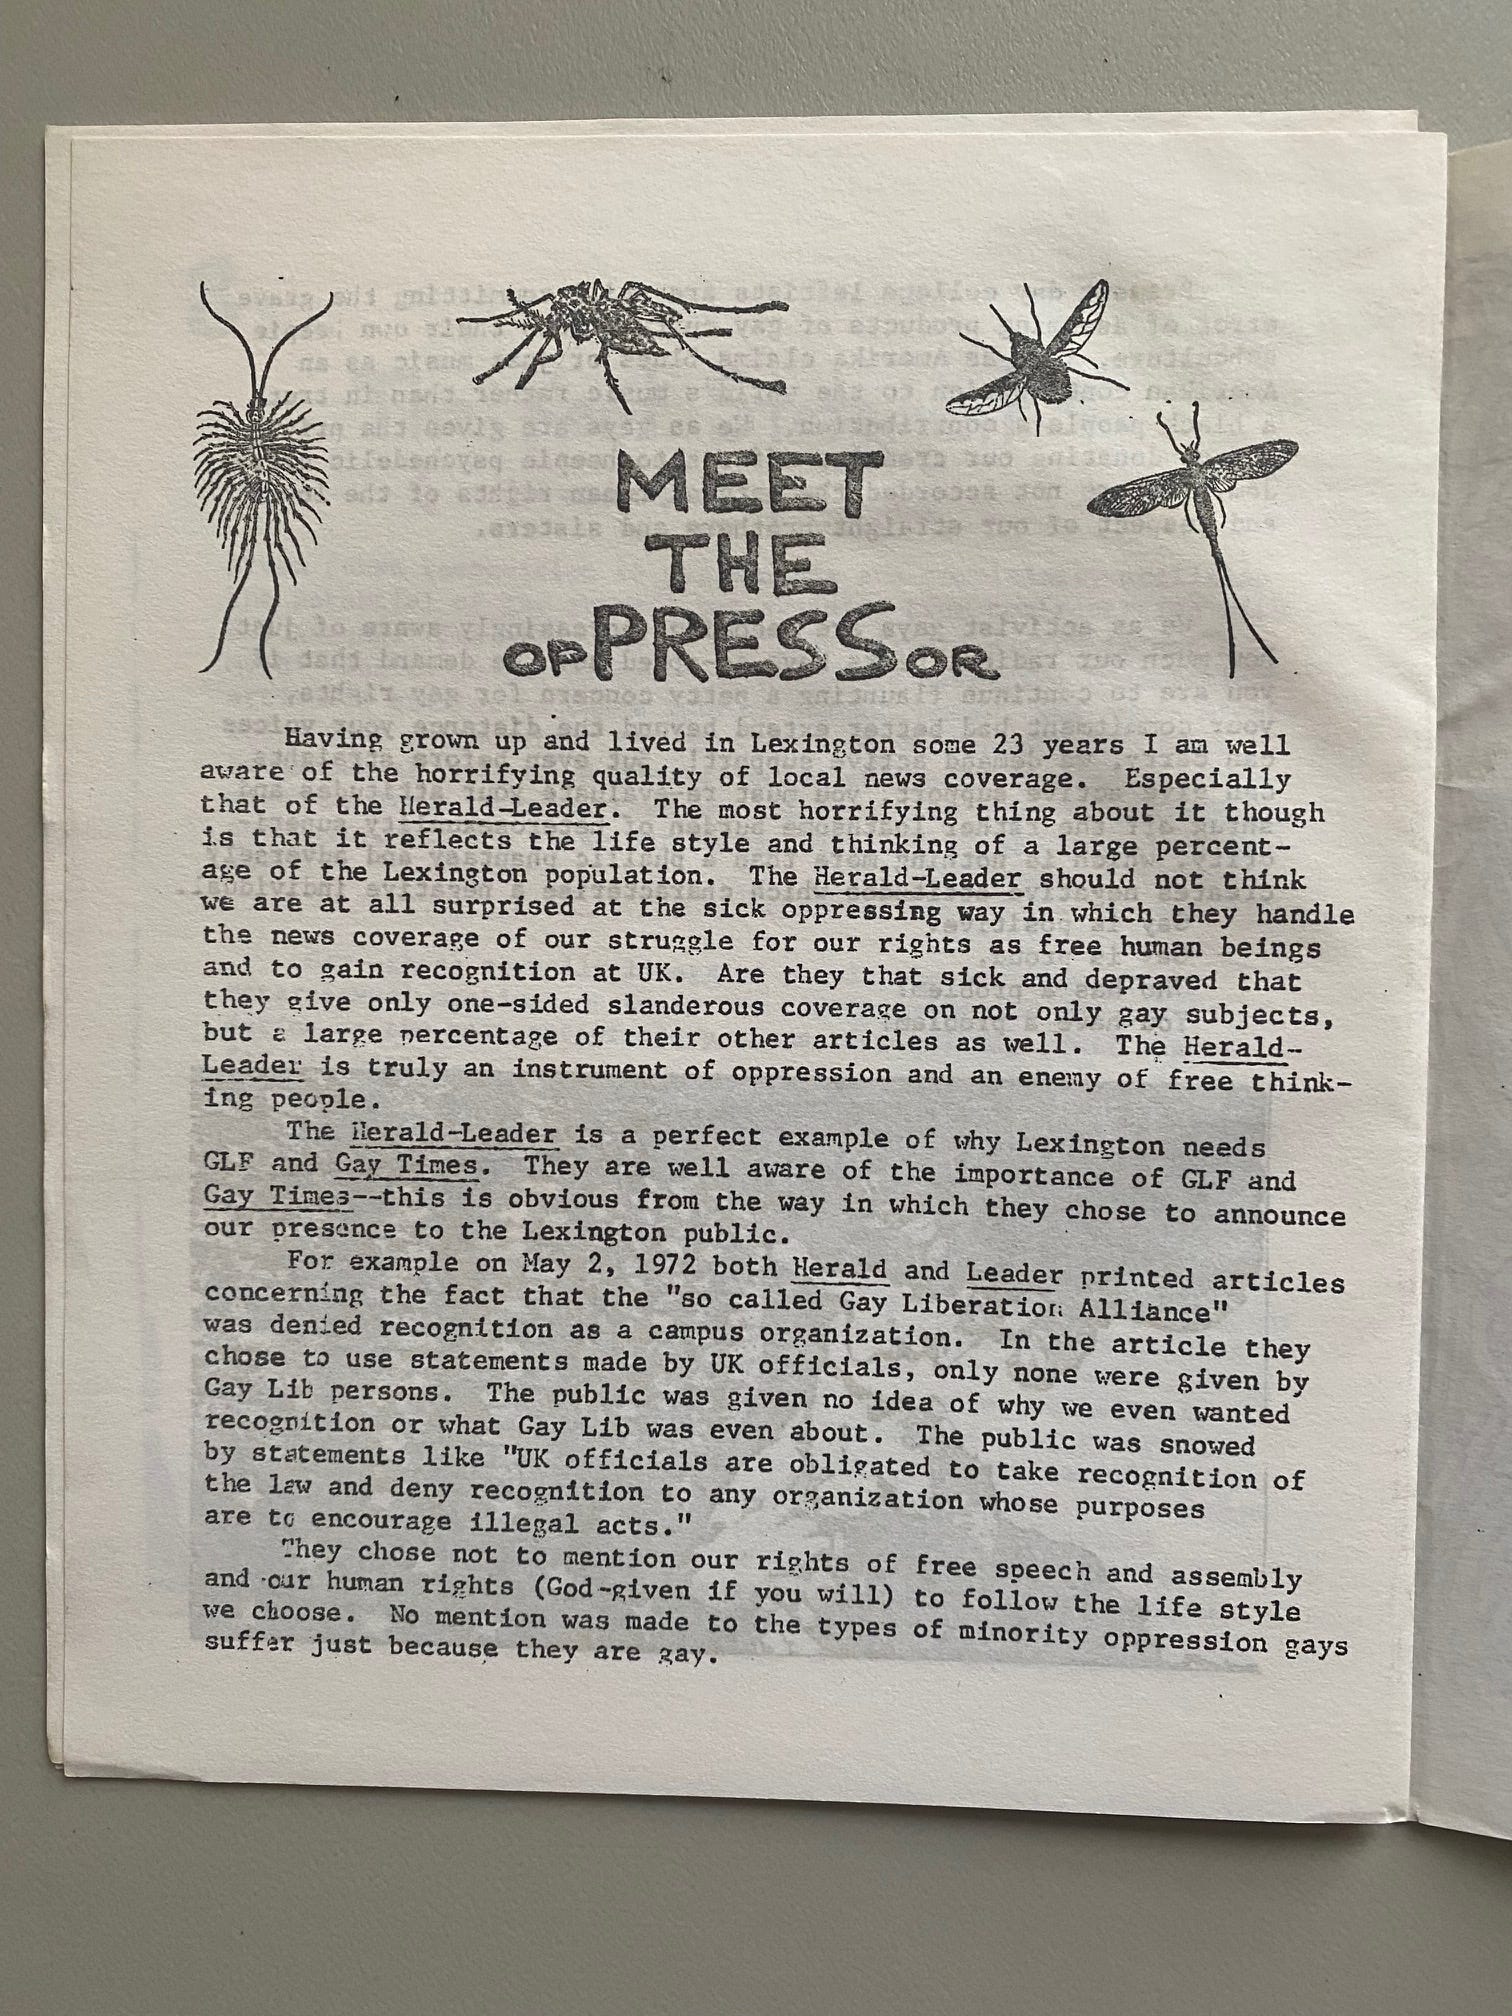 MEET
THE
opPRESSor
Having grown up and lived in Lexington some 23 years I am well
aware of the horrifying quality of local news coverage. Especially
that of the Herald-Leader. The most horrifying thing about it though
is that it reflects the life style and thinking of a large percent-
age of the Lexington population. The Herald-Leader should not think
we are at all surprised at the sick oppressing way in which they handle
the news coverage of our struggle for our rights as free human beings
and to gain recognition at UK. Are they that sick and depraved that
they give only one-sided slanderous coverage on not only gay subjects,
but a large percentage of their other articles as well. The Herald-
Leader is truly an instrument of oppression and an enemy of free think-
ing people.
The Herald-Leader is a perfect example of why Lexington needs
GLF and Gay Times. They are well aware of the importance of GLF and
Gay Times--this is obvious from the way in which they chose to announce
our presence to the Lexington public.
For example on May 2, 1972 both Herald and Leader printed articles
concerning the fact that the "so called Gay Liberation Alliance"
was denied recognition as a campus organization. In the article they
chose to use statements made by UK officials, only none were given by
Gay Lib persons. The public was given no idea of why we even wanted
recognition or what Gay Lib was even about. The public was snowed
by statements like "UK officials are obligated to take recognition of
the law and deny recognition to any organization whose purposes
are to encourage illegal acts."
They chose not to mention our rights of free speech and assembly
and our human rights (God-given if you will) to follow the life style
we choose. No mention was made to the types of minority oppression gays
suffer just because they are gay.